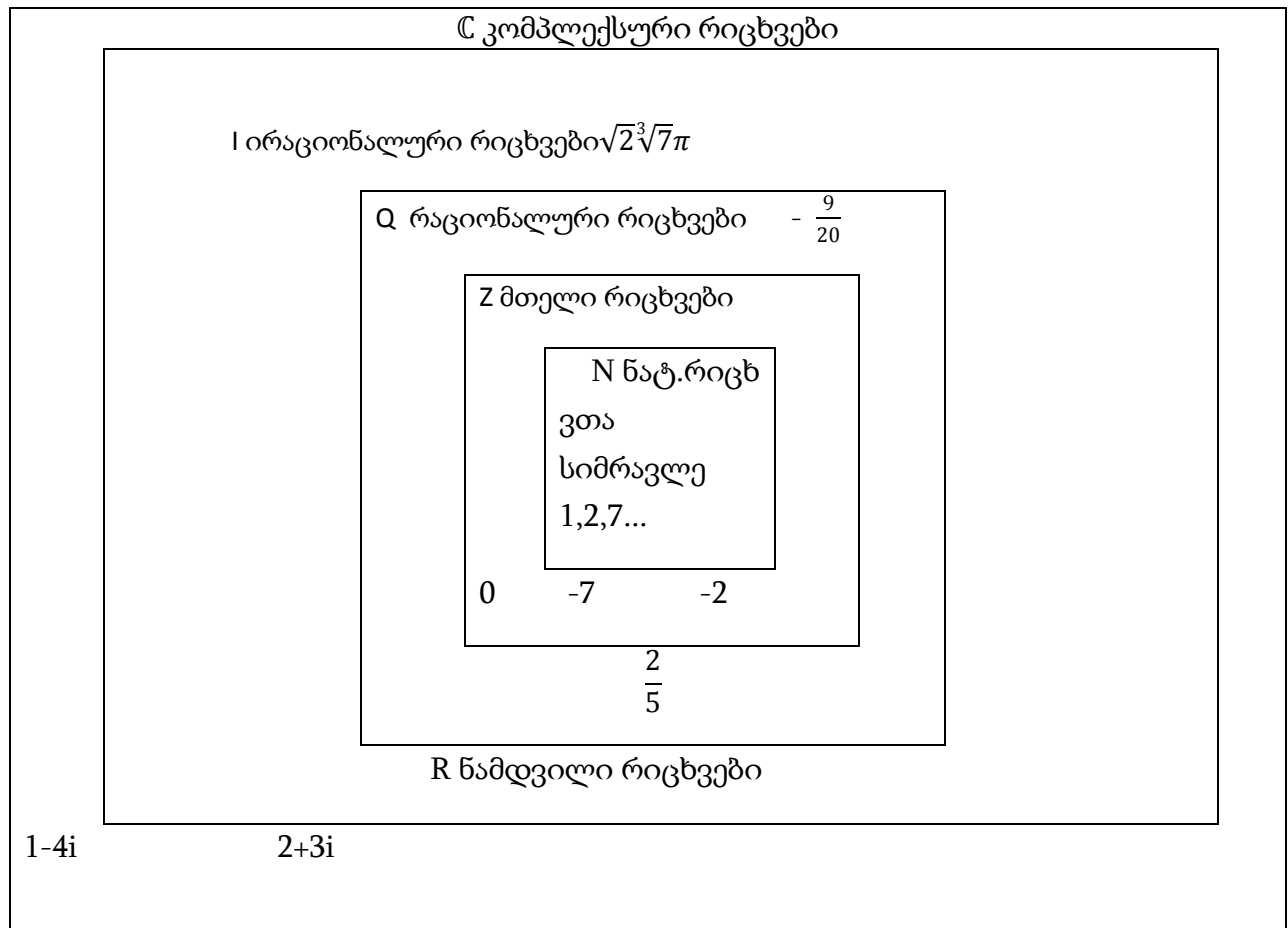 ℂ კომპლექსური რიცხვები
I ირაციონალური რიცხვები√2∛7π
Q რაციონალური რიცხვები - 9/20
Z მთელი რიცხვები
N ნატ.რიცხ
ვთა
სიმრავლე
1,2,7...
0 -7 -2
2/5
R ნამდვილი რიცხვები
1-4i 2+3i